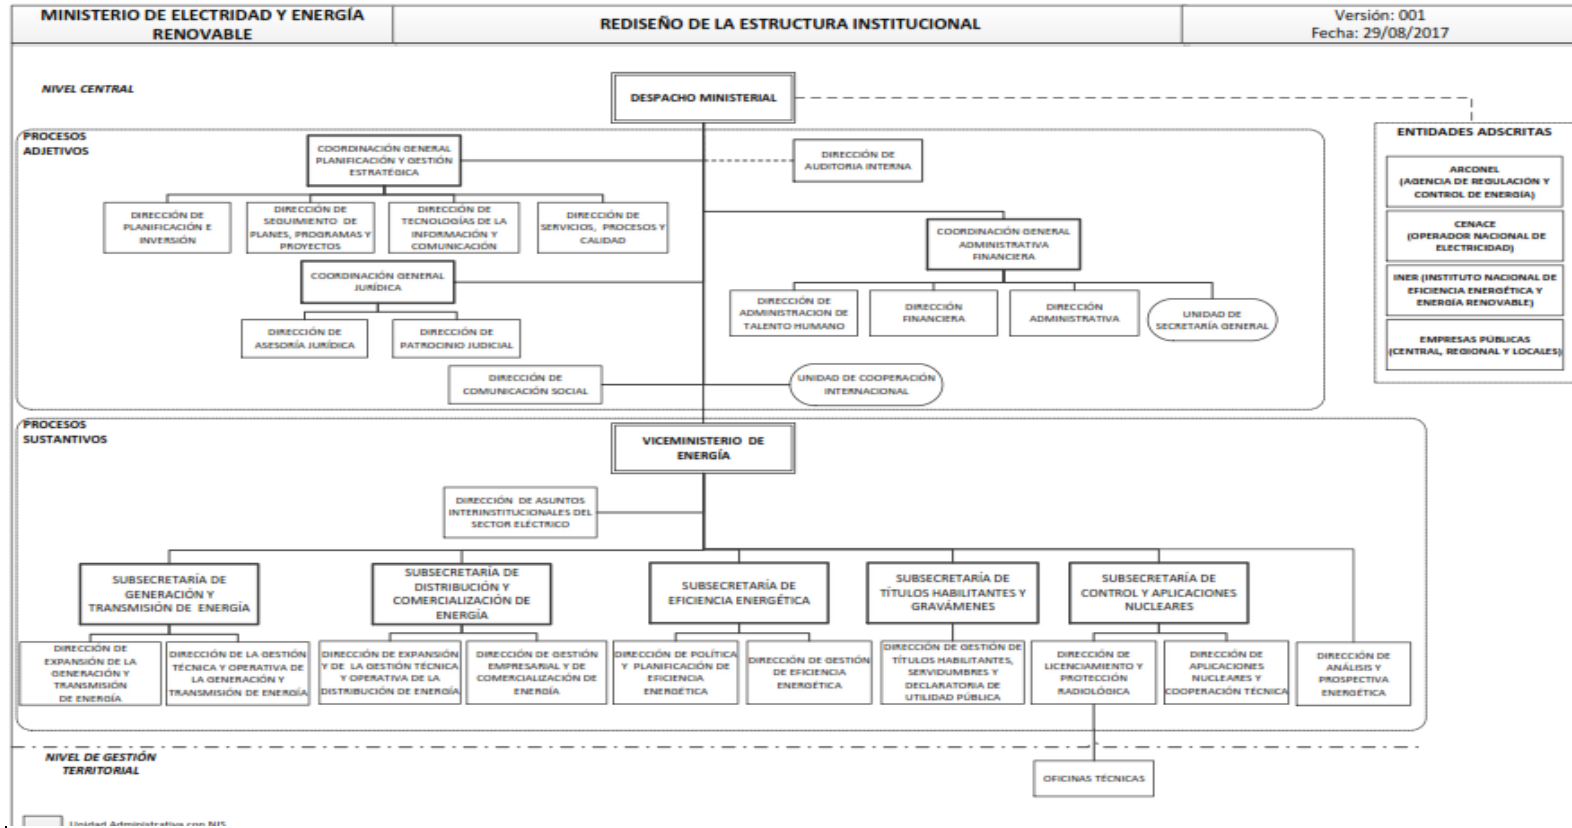 MINISTERIO DE ELECTRIDAD Y ENERGÍA
RENOVABLE
REDISEÑO DE LA ESTRUCTURA INSTITUCIONAL
Versión: 001
Fecha: 29/08/2017
NIVEL CENTRAL
DESPACHO MINISTERIAL
PROCESOS
ADJETIVOS
COORDINACIÓN GENERAL
PLANIFICACIÓN Y GESTIÓN
ESTRATÉGICA
DIRECCIÓN DE
AUDITORIA INTERNA
ENTIDADES ADSCRITAS
ARCONEL
(AGENCIA DE REGULACIÓN Y
CONTROL DE ENERGÍA)
CENACE
(OPERADOR NACIONAL DE
ELECTRICIDAD)
INER (INSTITUTO NACIONAL DE
EFICIENCIA ENERGÉTICA Y
ENERGÍA RENOVABLE)
EMPRESAS PÚBLICAS
(CENTRAL, REGIONAL Y LOCALES)
DIRECCIÓN DE
PLANIFICACIÓN E
INVERSIÓN
DIRECCIÓN DE
SEGUIMIENTO DE
PLANES, PROGRAMAS Y
PROYECTOS
DIRECCIÓN DE
TECNOLOGÍAS DE LA
INFORMACIÓN Y
COMUNICACIÓN
DIRECCIÓN DE
SERVICIOS, PROCESOS Y
CALIDAD
COORDINACIÓN GENERAL
ADMINISTRATIVA
FINANCIERA
COORDINACIÓN GENERAL
JURÍDICA
DIRECCIÓN DE
ADMINISTRACION DE
TALENTO HUMANO
DIRECCIÓN
FINANCIERA
DIRECCIÓN
ADMINISTRATIVA
UNIDAD DE
SECRETARÍA GENERAL
DIRECCIÓN DE
ASESORÍA JURÍDICA
DIRECCIÓN DE
PATROCINIO JUDICIAL
DIRECCIÓN DE
COMUNICACIÓN SOCIAL
UNIDAD DE COOPERACIÓN
INTERNACIONAL
PROCESOS
SUSTANTIVOS
VICEMINISTERIO DE
ENERGÍA
DIRECCIÓN DE ASUNTOS
INTERINSTITUCIONALES DEL
SECTOR ELÉCTRICO
SUBSECRETARÍA DE
GENERACIÓN Y
TRANSMISIÓN DE ENERGÍA
SUBSECRETARÍA DE
DISTRIBUCIÓN Y
COMERCIALIZACIÓN DE
ENERGÍA
SUBSECRETARÍA DE
EFICIENCIA ENERGÉTICA
SUBSECRETARÍA DE
TÍTULOS HABILITANTES Y
GRAVÁMENES
SUBSECRETARÍA DE
CONTROL Y APLICACIONES
NUCLEARES
DIRECCIÓN DE
EXPANSIÓN DE LA
GENERACIÓN Y
TRANSMISIÓN
DE ENERGÍA
DIRECCIÓN DE LA GESTIÓN
TÉCNICA Y OPERATIVA DE
LA GENERACIÓN Y
TRANSMISIÓN DE ENERGÍA
DIRECCIÓN DE EXPANSIÓN
Y DE LA GESTIÓN TÉCNICA
Y OPERATIVA DE LA
DISTRIBUCIÓN DE ENERGÍA
DIRECCIÓN DE GESTIÓN
EMPRESARIAL Y DE
COMERCIALIZACIÓN DE
ENERGÍA
DIRECCIÓN DE POLÍTICA
Y PLANIFICACIÓN DE
EFICIENCIA
ENERGÉTICA
DIRECCIÓN DE GESTIÓN
DE EFICIENCIA
ENERGÉTICA
DIRECCIÓN DE GESTIÓN DE
TÍTULOS HABILITANTES,
SERVIDUMBRES Y
DECLARATORIA DE
UTILIDAD PÚBLICA
DIRECCIÓN DE
LICENCIAMIENTO Y
PROTECCIÓN
RADIOLÓGICA
DIRECCIÓN DE
APLICACIONES
NUCLEARES Y
COOPERACIÓN TÉCNICA
DIRECCIÓN DE
ANÁLISIS Y
PROSPECTIVA
ENERGÉTICA
NIVEL DE GESTIÓN
TERRITORIAL
OFICINAS TÉCNICAS
Unidad Administrativa con NJS